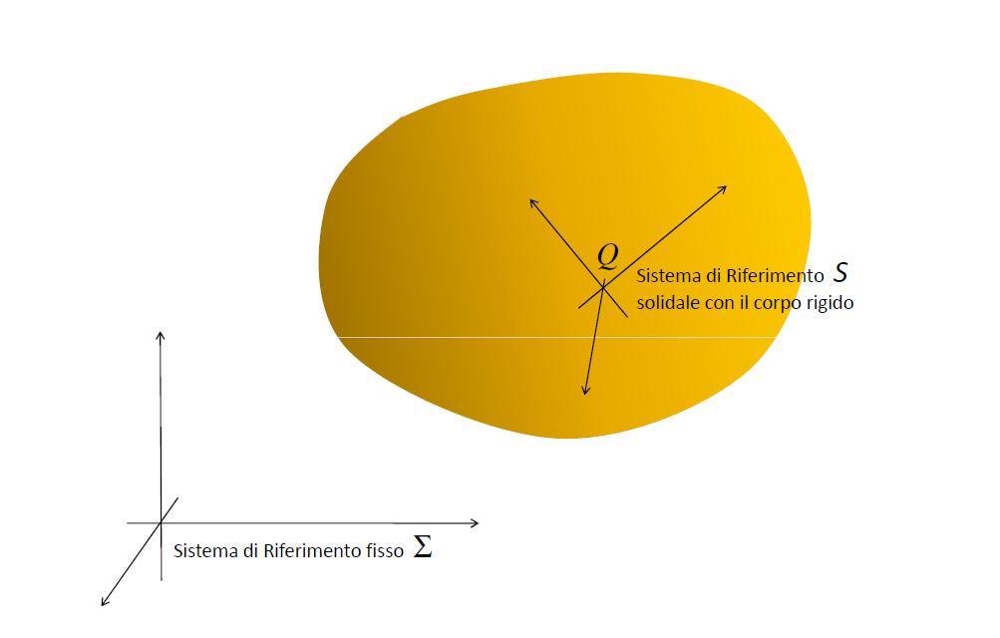 Q
Sistema di Riferimento S
solidale con il corpo rigido
Sistema di Riferimento fisso Σ